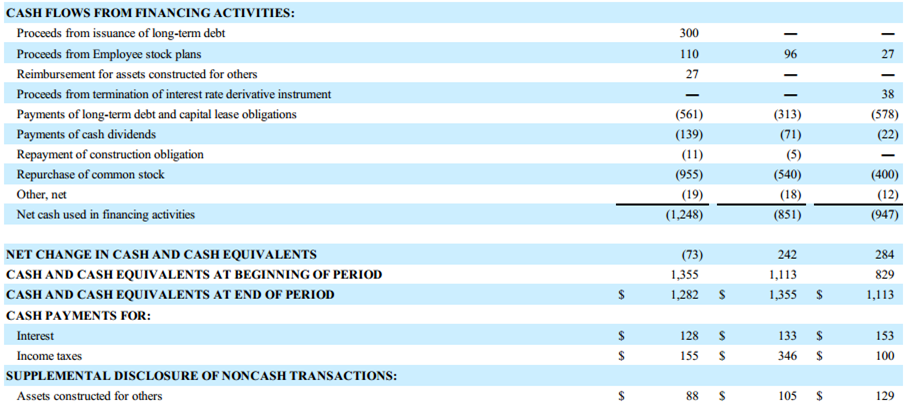 CASH FLOWS FROM FINANCING ACTIVITIES:
Proceeds from issuance of long-term debt 300 — —
Proceeds from Employee stock plans 110 96 27
Reimbursement for assets constructed for others 27 — —
Proceeds from termination of interest rate derivative instrument — — 38
Payments of long-term debt and capital lease obligations (561) (313) (578)
Payments of cash dividends (139) (71) (22)
Repayment of construction obligation (11) (5) —
Repurchase of common stock (955) (540) (400)
Other, net (19) (18) (12)
Net cash used in financing activities (1,248) (851) (947)
NET CHANGE IN CASH AND CASH EQUIVALENTS (73) 242 284
CASH AND CASH EQUIVALENTS AT BEGINNING OF PERIOD 1,355 1,113 829
CASH AND CASH EQUIVALENTS AT END OF PERIOD $ 1,282 $ 1,355 $ 1,113
CASH PAYMENTS FOR:
Interest $ 128 $ 133 $ 153
Income taxes $ 155 $ 346 $ 100
SUPPLEMENTAL DISCLOSURE OF NONCASH TRANSACTIONS:
Assets constructed for others $ 88 $ 105 $ 129